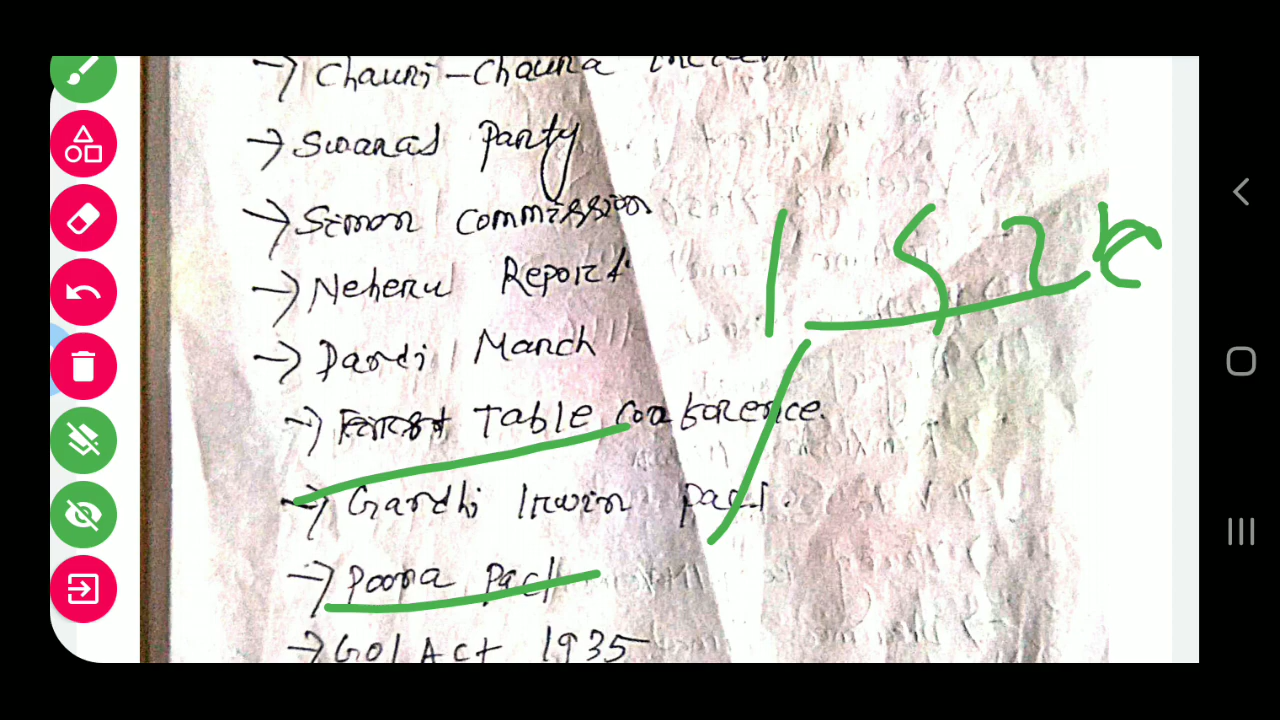 → Chauri-Chaura
→ Swaraj Party
→ Simon Commission
→ Neheru Report
→ Dandi March
→ First Table Conference.
→ Gandhi Irwin Pact.
→ Poona Pact
→ GOI Act 1935